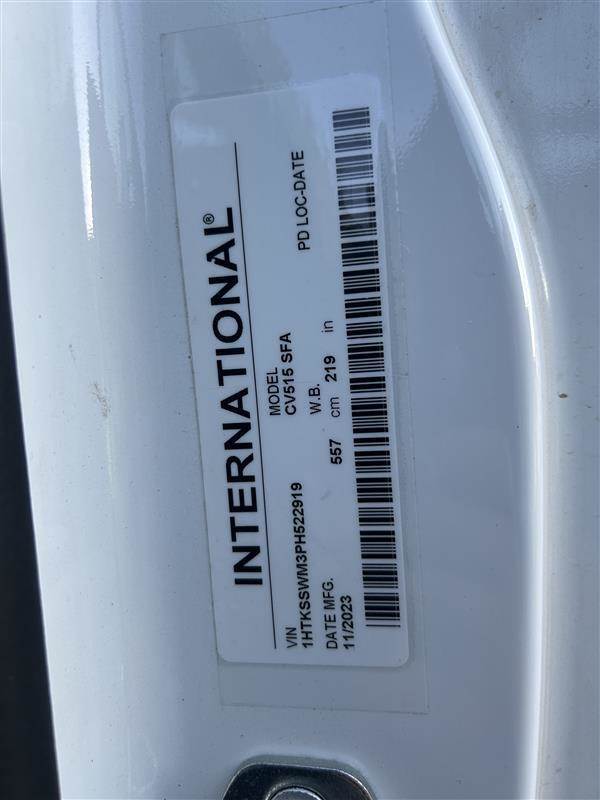 INTERNATIONAL®
VIN MODEL
1HTKSSWM3PH522919 CV515 SFA
DATE MFG. W.B. PD LOC-DATE
11/2023 557 cm 219 in